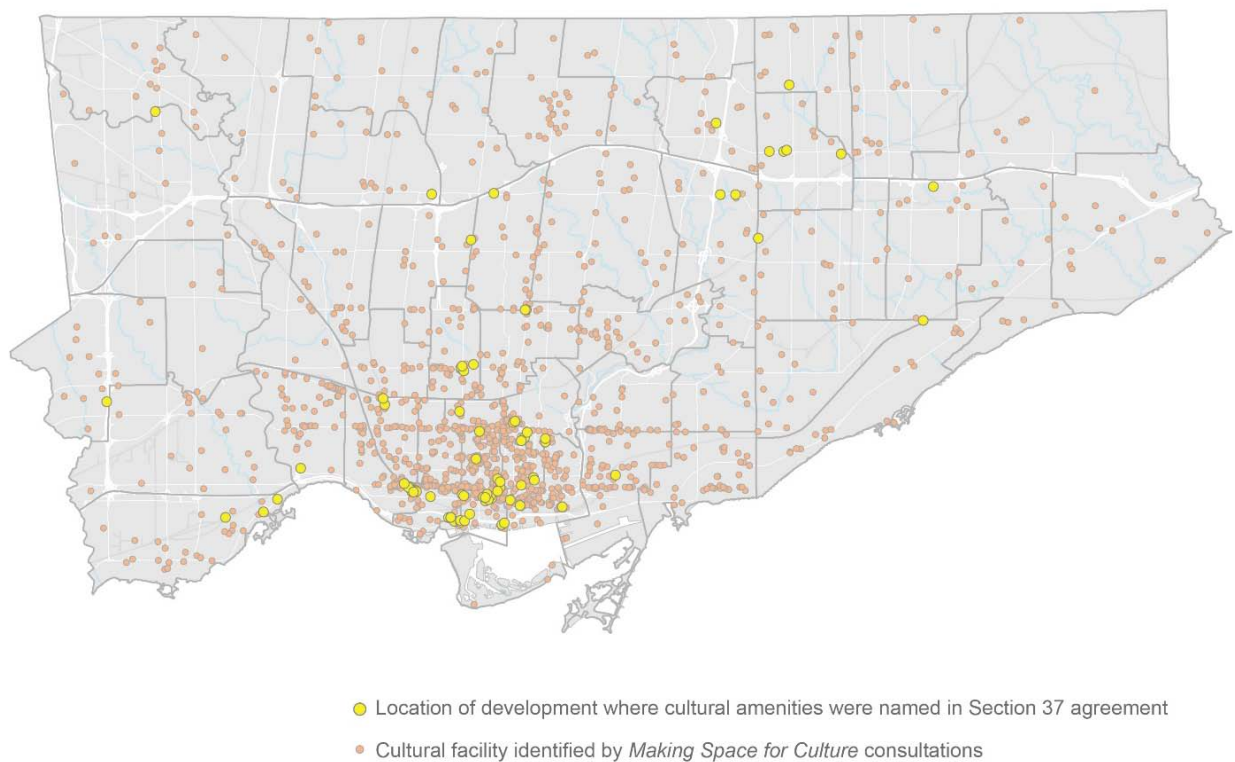 Location of development where cultural amenities were named in Section 37 agreement
Cultural facility identified by Making Space for Culture consultations